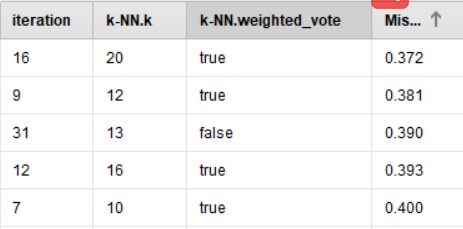 iteration k-NN.k k-NN.weighted_vote Mis... ↑
16 20 true 0.372
9 12 true 0.381
31 13 false 0.390
12 16 true 0.393
7 10 true 0.400